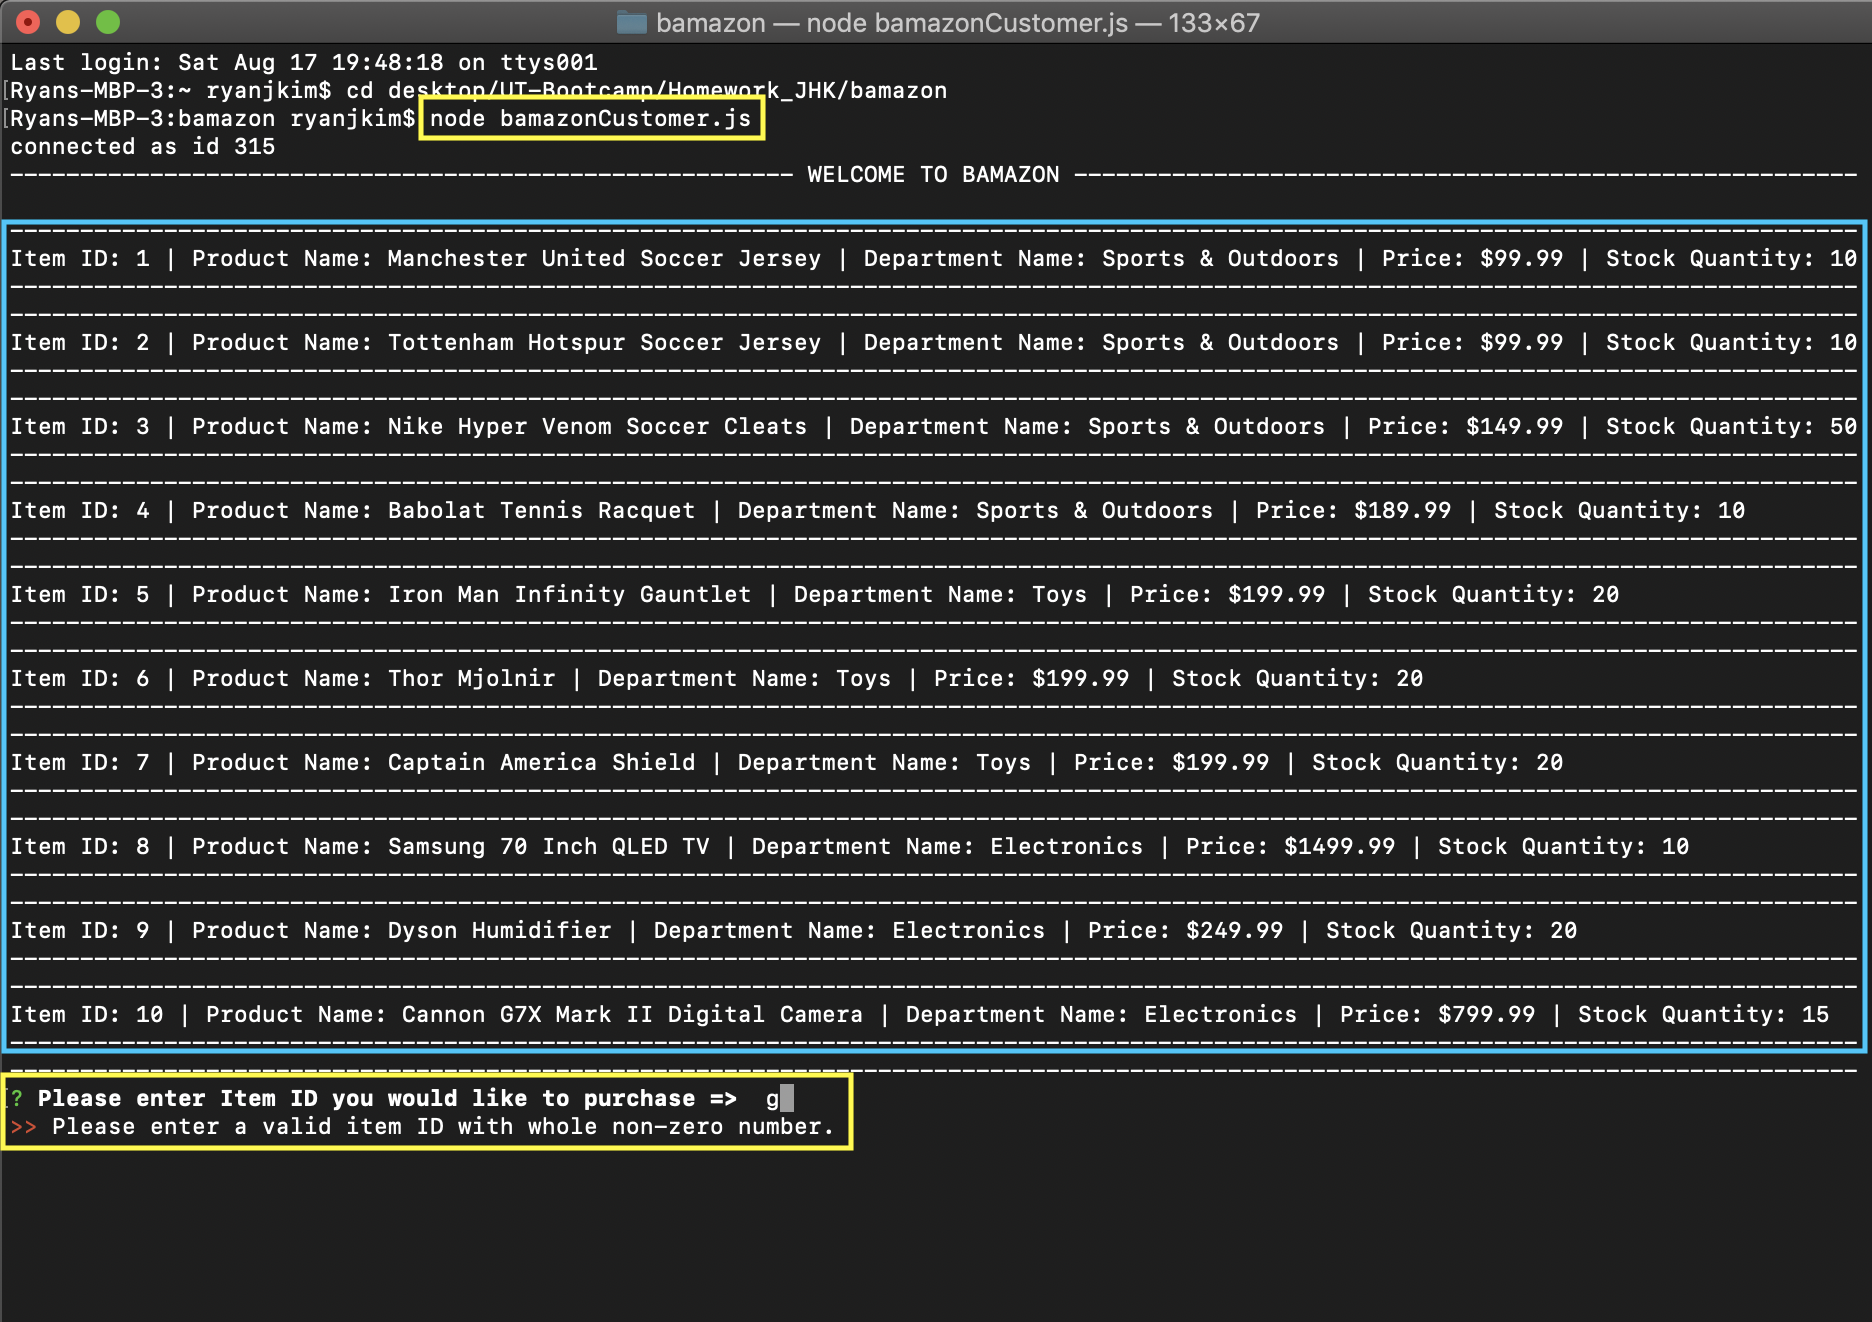 bamazon — node bamazonCustomer.js — 133×67
Last login: Sat Aug 17 19:48:18 on ttys001
[Ryans-MBP-3:~ ryanjkim$ cd desktop/UT-Bootcamp/Homework_JHK/bamazon
[Ryans-MBP-3:bamazon ryanjkim$ node bamazonCustomer.js
connected as id 315
-------------------------------------------------------- WELCOME TO BAMAZON --------------------------------------------------------
Item ID: 1 | Product Name: Manchester United Soccer Jersey | Department Name: Sports & Outdoors | Price: $99.99 | Stock Quantity: 10
Item ID: 2 | Product Name: Tottenham Hotspur Soccer Jersey | Department Name: Sports & Outdoors | Price: $99.99 | Stock Quantity: 10
Item ID: 3 | Product Name: Nike Hyper Venom Soccer Cleats | Department Name: Sports & Outdoors | Price: $149.99 | Stock Quantity: 50
Item ID: 4 | Product Name: Babolat Tennis Racquet | Department Name: Sports & Outdoors | Price: $189.99 | Stock Quantity: 10
Item ID: 5 | Product Name: Iron Man Infinity Gauntlet | Department Name: Toys | Price: $199.99 | Stock Quantity: 20
Item ID: 6 | Product Name: Thor Mjolnir | Department Name: Toys | Price: $199.99 | Stock Quantity: 20
Item ID: 7 | Product Name: Captain America Shield | Department Name: Toys | Price: $199.99 | Stock Quantity: 20
Item ID: 8 | Product Name: Samsung 70 Inch QLED TV | Department Name: Electronics | Price: $1499.99 | Stock Quantity: 10
Item ID: 9 | Product Name: Dyson Humidifier | Department Name: Electronics | Price: $249.99 | Stock Quantity: 20
Item ID: 10 | Product Name: Cannon G7X Mark II Digital Camera | Department Name: Electronics | Price: $799.99 | Stock Quantity: 15
? Please enter Item ID you would like to purchase =>  g
>> Please enter a valid item ID with whole non-zero number.